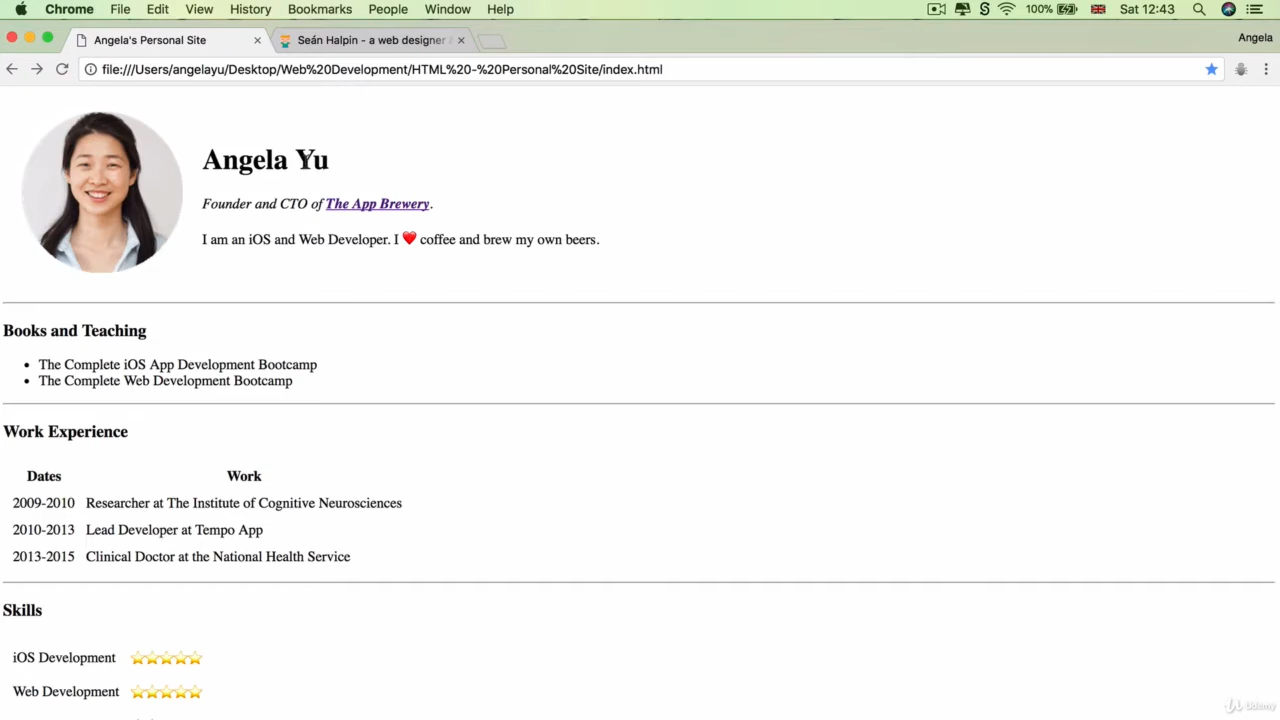 Chrome File Edit View History Bookmarks People Window Help 100% Sat 12:43
Angela's Personal Site Seán Halpin - a web designer Angela
file:///Users/angelayu/Desktop/Web%20Development/HTML%20-%20Personal%20Site/index.html
Angela Yu
Founder and CTO of The App Brewery.
I am an iOS and Web Developer. I ❤️ coffee and brew my own beers.
Books and Teaching
• The Complete iOS App Development Bootcamp
• The Complete Web Development Bootcamp
Work Experience
Dates Work
2009-2010 Researcher at The Institute of Cognitive Neurosciences
2010-2013 Lead Developer at Tempo App
2013-2015 Clinical Doctor at the National Health Service
Skills
iOS Development ⭐⭐⭐⭐⭐
Web Development ⭐⭐⭐⭐⭐
Udemy